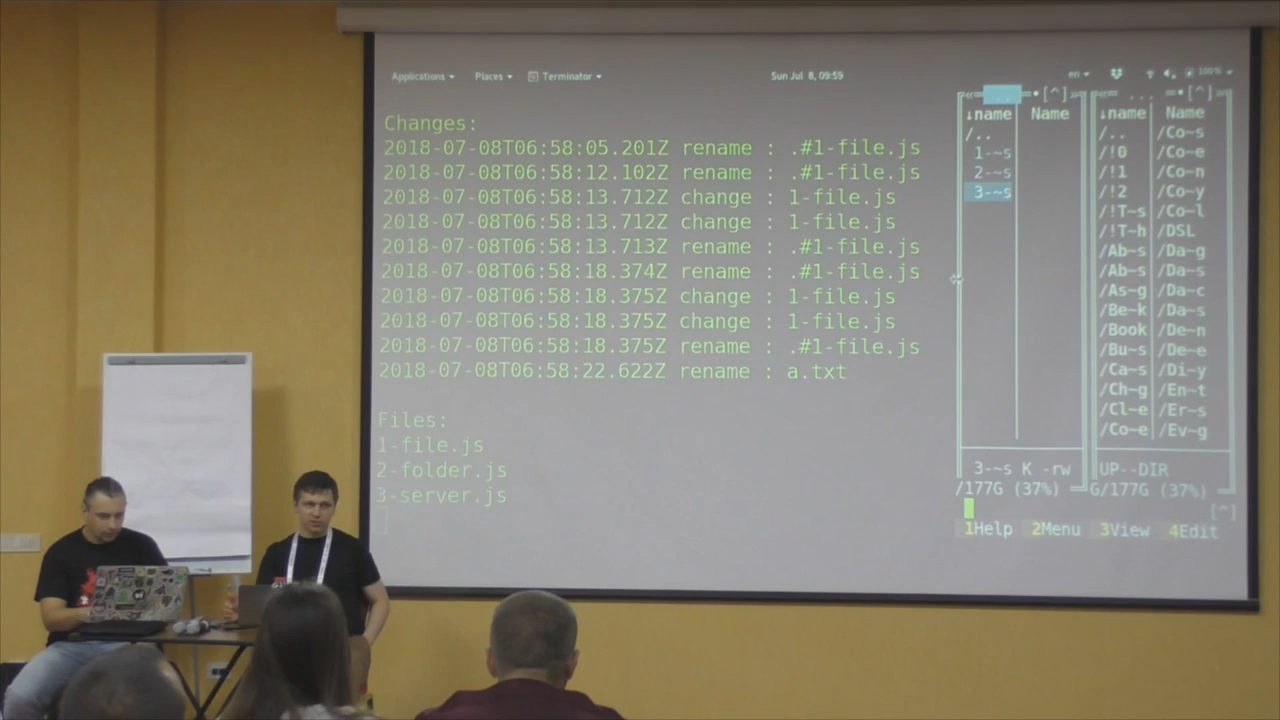 Applications Places Terminator Sun Jul 8, 09:59 en 100%
Changes:
2018-07-08T06:58:05.201Z rename : .#1-file.js
2018-07-08T06:58:12.102Z rename : .#1-file.js
2018-07-08T06:58:13.712Z change : 1-file.js
2018-07-08T06:58:13.712Z change : 1-file.js
2018-07-08T06:58:13.713Z rename : .#1-file.js
2018-07-08T06:58:18.374Z rename : .#1-file.js
2018-07-08T06:58:18.375Z change : 1-file.js
2018-07-08T06:58:18.375Z change : 1-file.js
2018-07-08T06:58:18.375Z rename : .#1-file.js
2018-07-08T06:58:22.622Z rename : a.txt
Files:
1-file.js
2-folder.js
3-server.js
[^]
↓name Name
/..
1-~s
2-~s
3-~s
3-~s K -rw
/177G (37%)
[^]
↓name Name
/.. /Co~s
/!0 /Co~e
/!1 /Co~n
/!2 /Co~y
/!T~s /Co~l
/!T~h /DSL
/Ab~s /Da~g
/Ab~s /Da~s
/As~g /Da~c
/Be~k /Da~s
/Book /De~n
/Bu~s /De~e
/Ca~s /Di~y
/Ch~g /En~t
/Cl~e /Er~s
/Co~e /Ev~g
UP--DIR
G/177G (37%)
[^]
1Help 2Menu 3View 4Edit